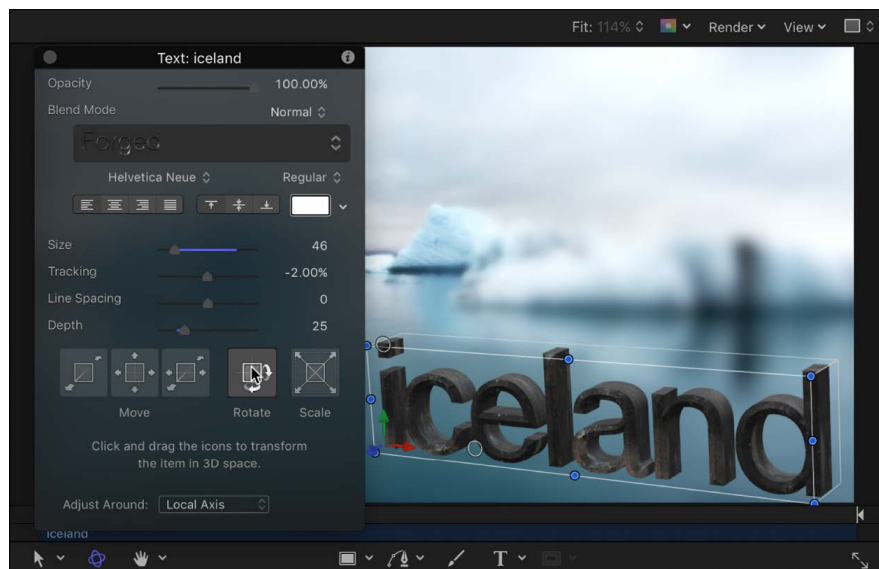 Fit: 114% Render View
Text: iceland
Opacity 100.00%
Blend Mode Normal
Forged
Helvetica Neue Regular
Size 46
Tracking -2.00%
Line Spacing 0
Depth 25
Move Rotate Scale
Click and drag the icons to transform
the item in 3D space.
Adjust Around: Local Axis
iceland
iceland
T